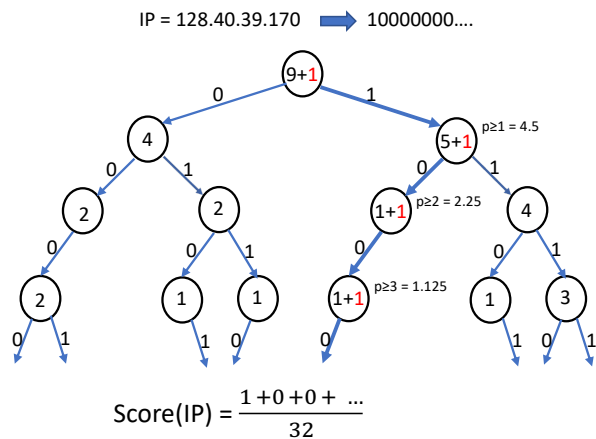 IP = 128.40.39.170 10000000....
9+1
0 1
4 5+1 p≥1 = 4.5
0 1 0 1
2 2 1+1 p≥2 = 2.25 4
0 0 1 0 0 1
2 1 1 1+1 p≥3 = 1.125 1 3
0 1 1 0 0 1 0 1
Score(IP) = 1+0+0+ ... / 32